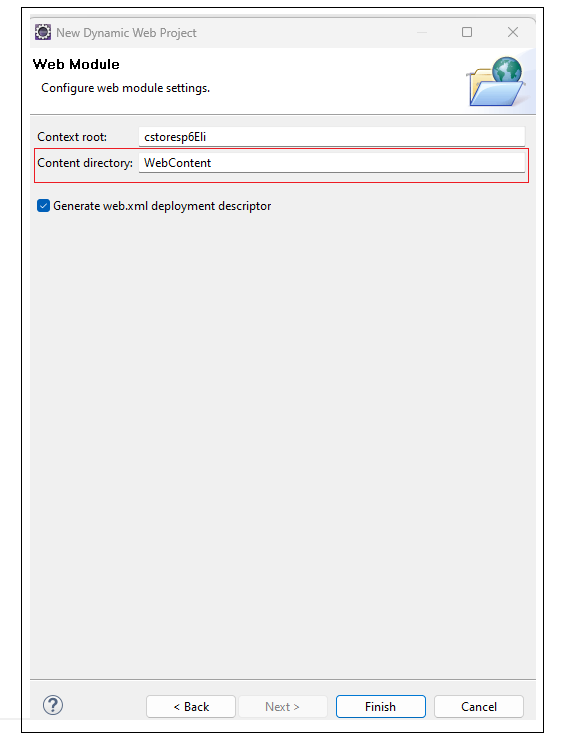 New Dynamic Web Project
Web Module
Configure web module settings.
Context root: cstoresp6Eli
Content directory: WebContent
Generate web.xml deployment descriptor
? < Back Next > Finish Cancel